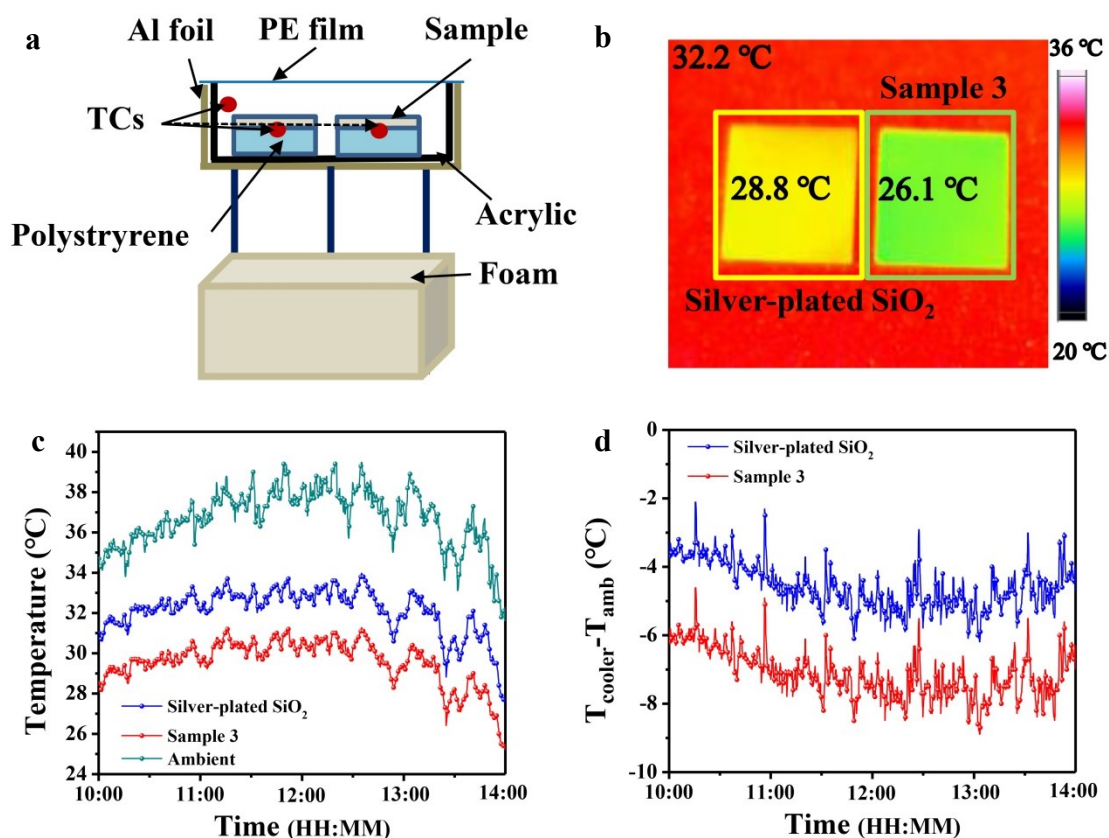 a
Al foil
PE film
Sample
TCs
Polystryrene
Acrylic
Foam
b
32.2 ℃
36 ℃
Sample 3
28.8 ℃
26.1 ℃
Silver-plated SiO₂
20 ℃
c
40
38
36
34
32
30
28
26
24
Temperature (℃)
Silver-plated SiO₂
Sample 3
Ambient
10:00
11:00
12:00
13:00
14:00
Time (HH:MM)
d
-0
-2
-4
-6
-8
-10
Tcooler-Tamb (℃)
Silver-plated SiO₂
Sample 3
10:00
11:00
12:00
13:00
14:00
Time (HH:MM)